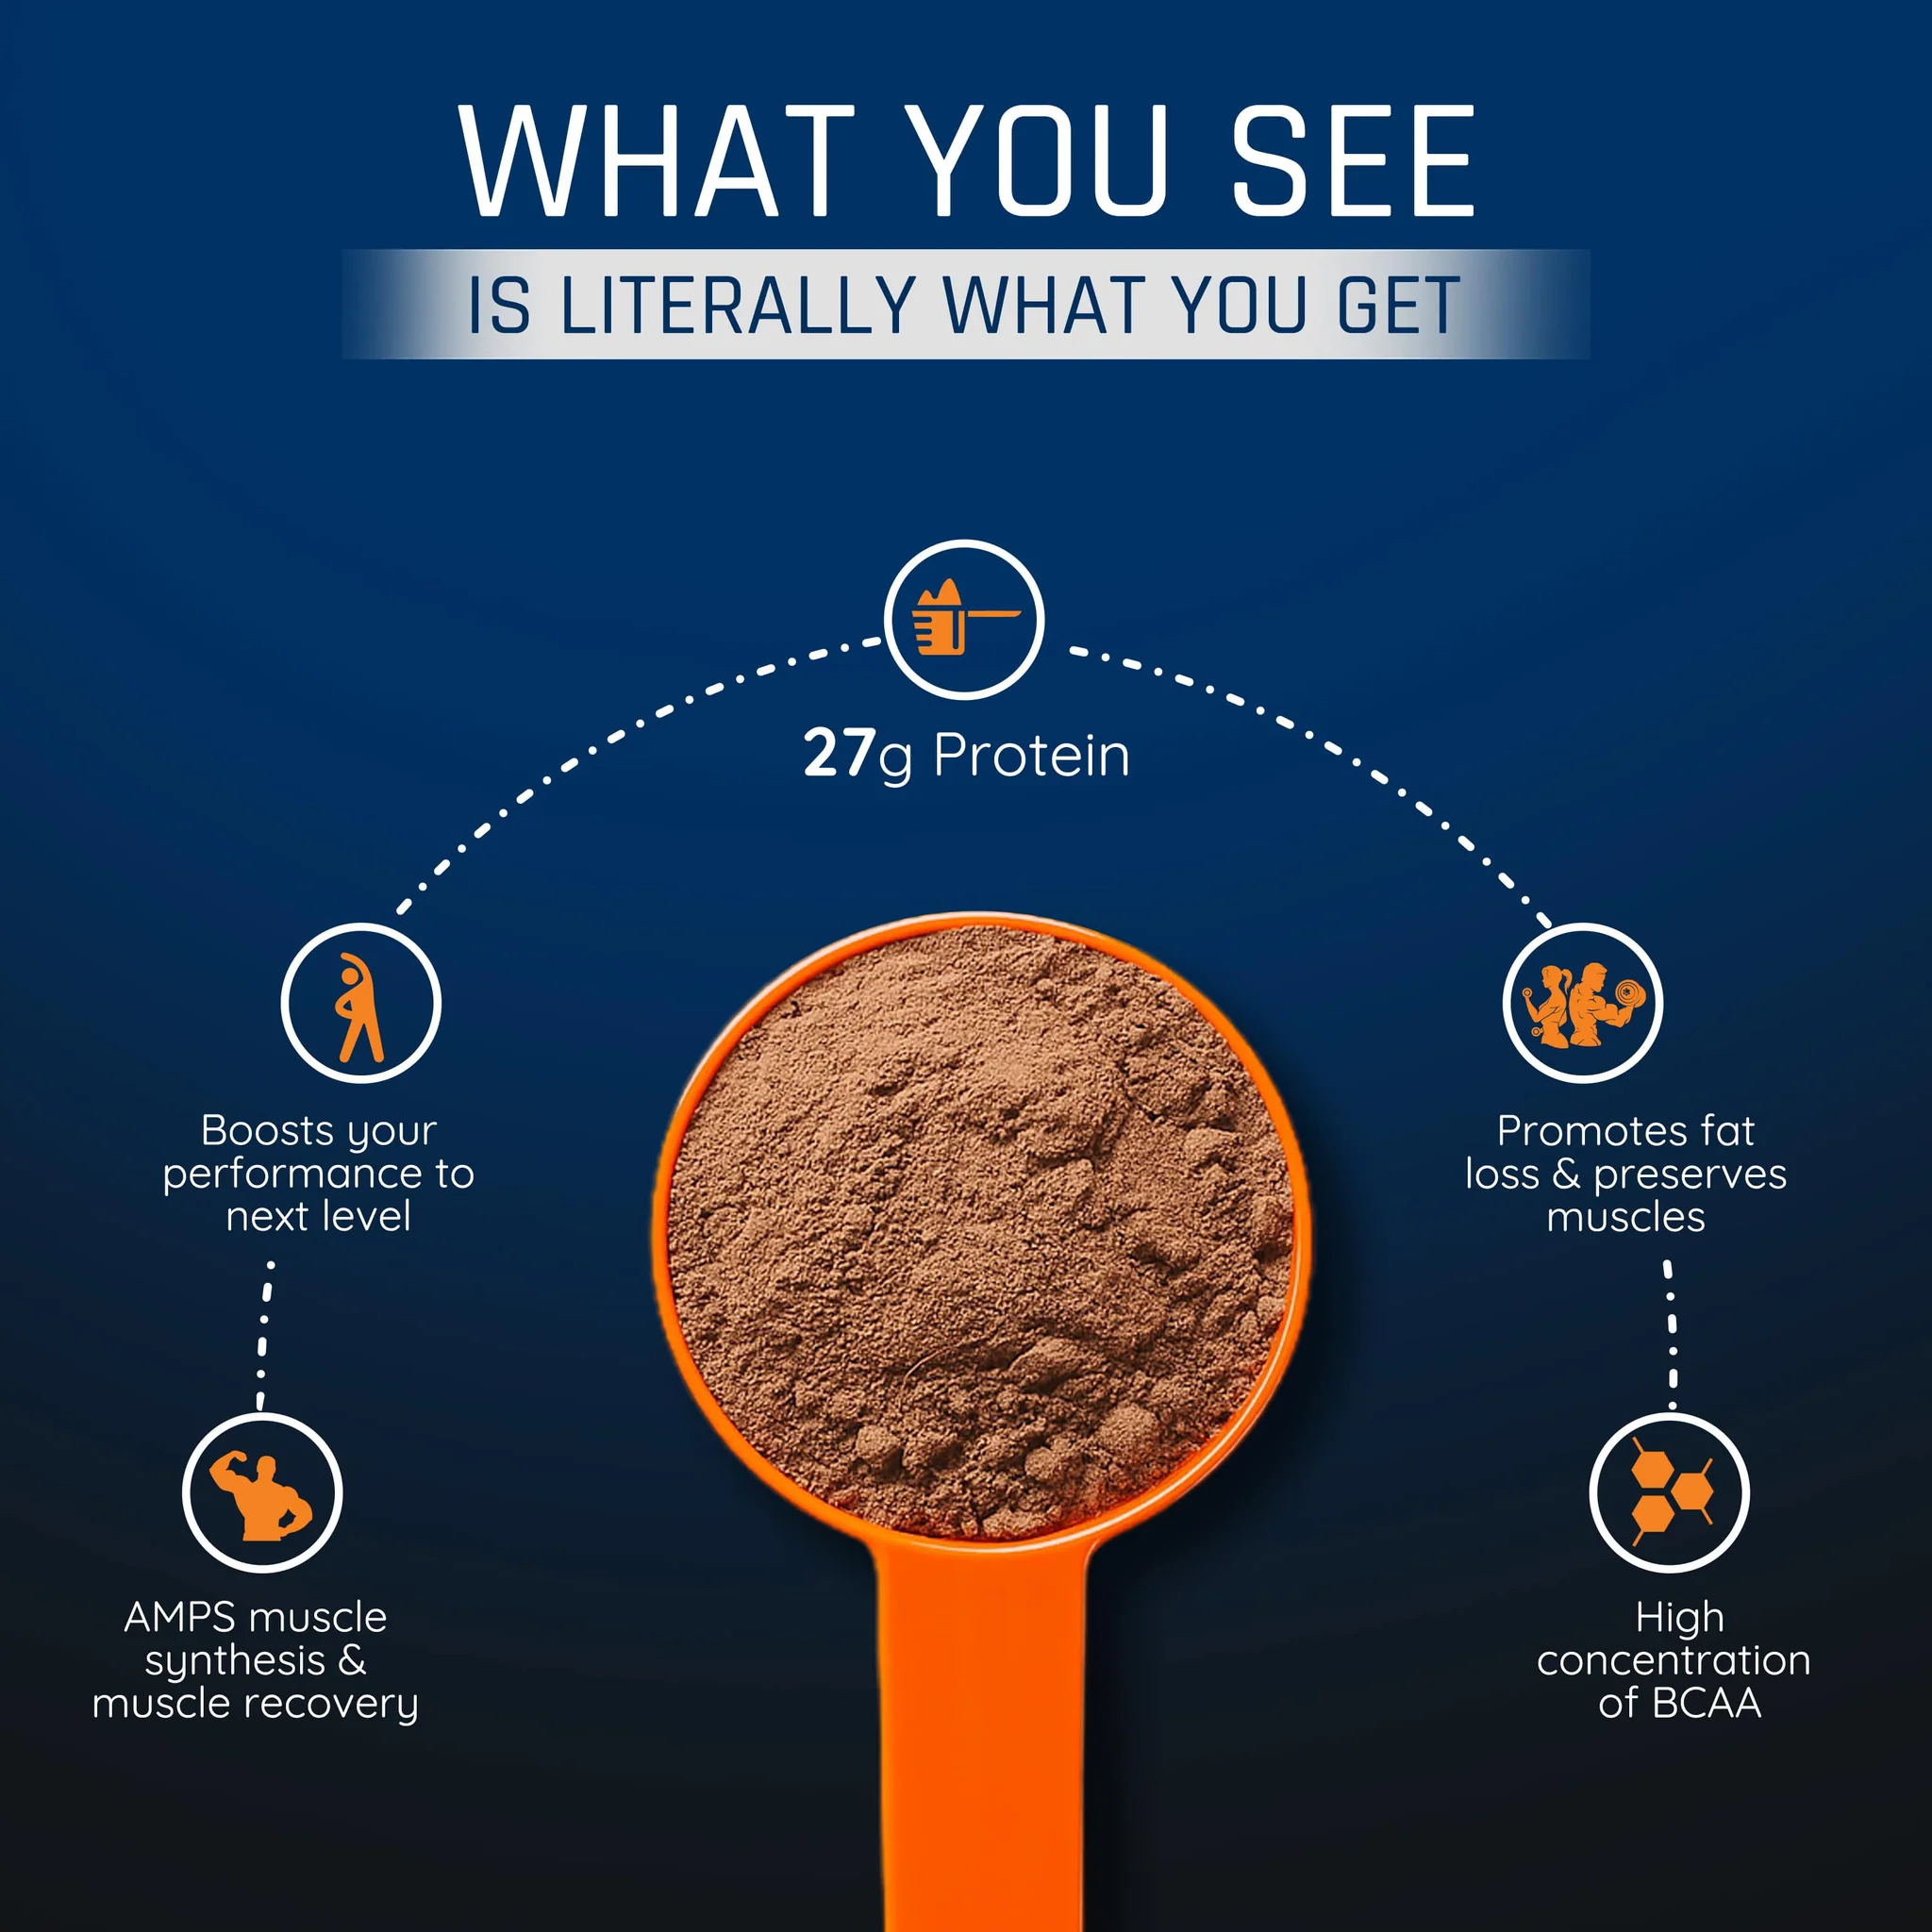 WHAT YOU SEE
IS LITERALLY WHAT YOU GET
27g Protein
Boosts your
performance to
next level
Promotes fat
loss & preserves
muscles
AMPS muscle
synthesis &
muscle recovery
High
concentration
of BCAA